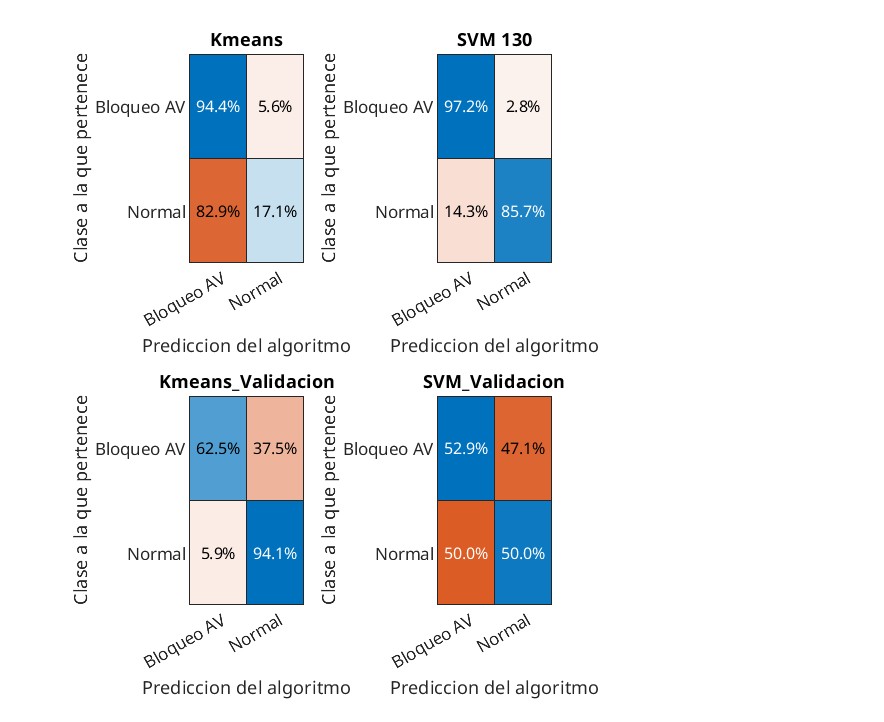 Kmeans
Clase a la que pertenece
Bloqueo AV
94.4%
5.6%
Normal
82.9%
17.1%
Bloqueo AV
Normal
Prediccion del algoritmo
SVM 130
Clase a la que pertenece
Bloqueo AV
97.2%
2.8%
Normal
14.3%
85.7%
Bloqueo AV
Normal
Prediccion del algoritmo
Kmeans_Validacion
Clase a la que pertenece
Bloqueo AV
62.5%
37.5%
Normal
5.9%
94.1%
Bloqueo AV
Normal
Prediccion del algoritmo
SVM_Validacion
Clase a la que pertenece
Bloqueo AV
52.9%
47.1%
Normal
50.0%
50.0%
Bloqueo AV
Normal
Prediccion del algoritmo